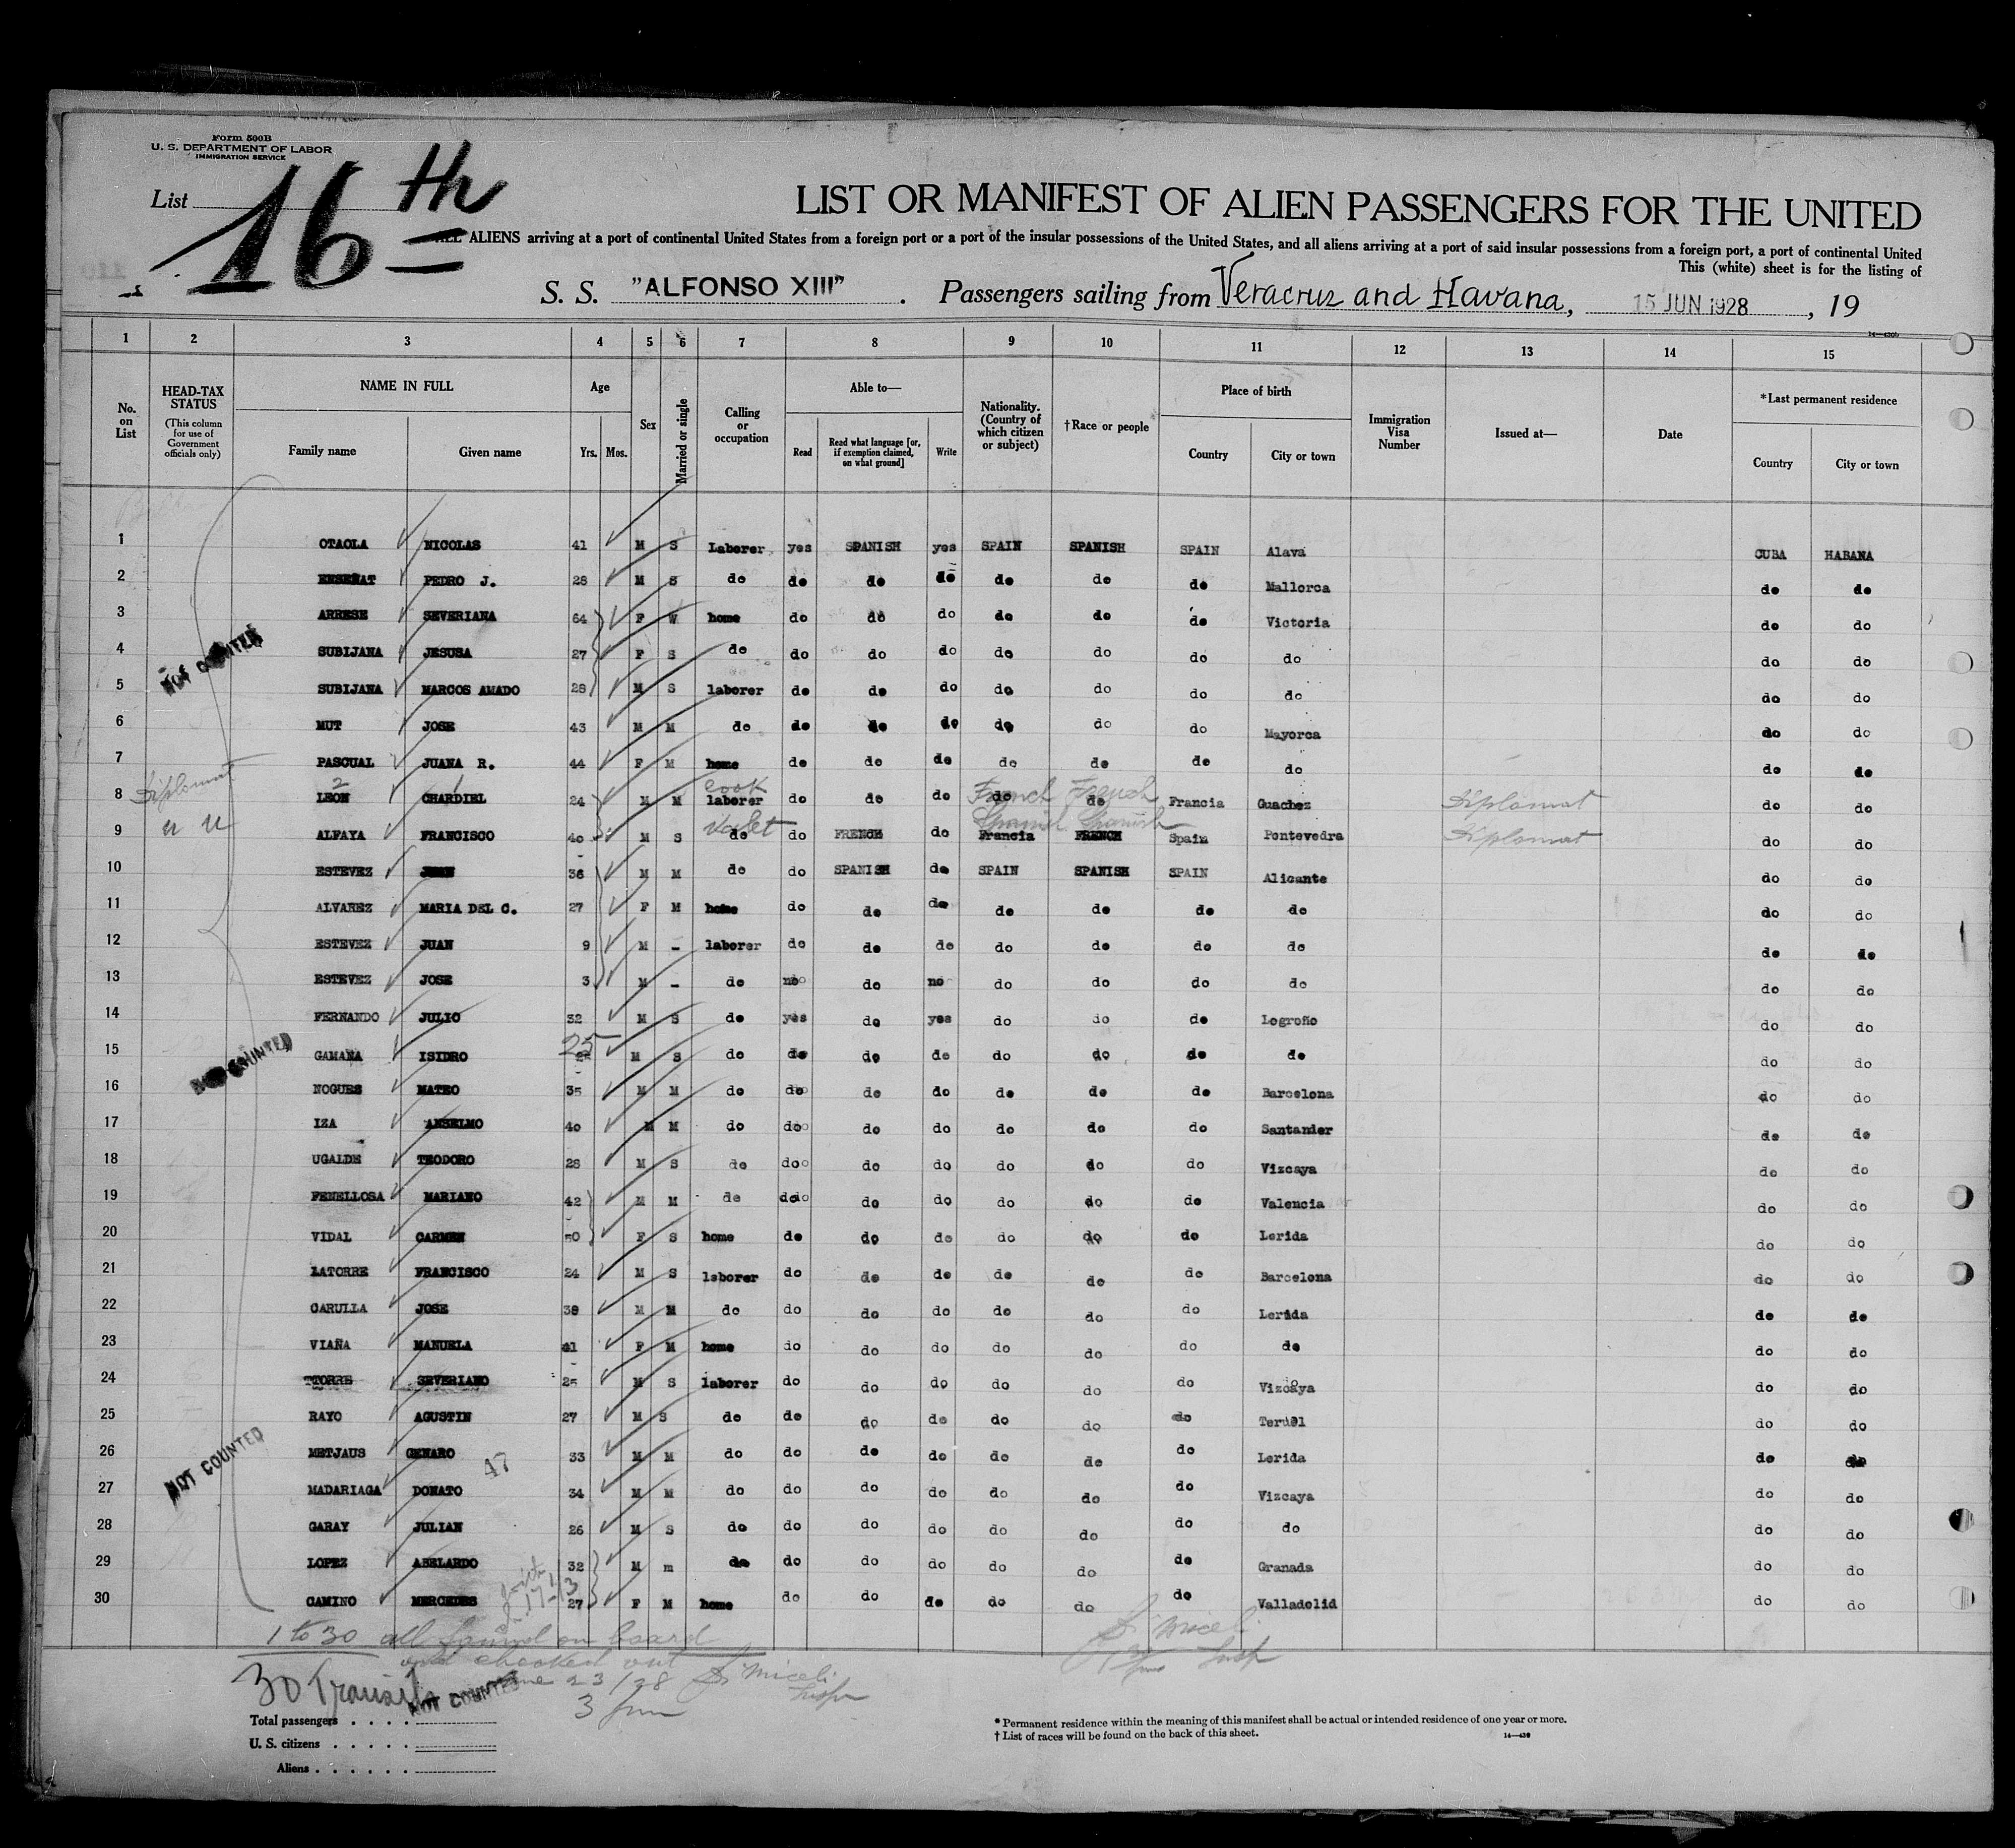 Form 500B
U. S. DEPARTMENT OF LABOR
IMMIGRATION SERVICE
List 16th
LIST OR MANIFEST OF ALIEN PASSENGERS FOR THE UNITED
ALL ALIENS arriving at a port of continental United States from a foreign port or a port of the insular possessions of the United States, and all aliens arriving at a port of said insular possessions from a foreign port, a port of continental United
This (white) sheet is for the listing of
S. S. "ALFONSO XIII". Passengers sailing from Veracruz and Havana, 15 JUN 1928, 19
14—430b
1 2 3 4 5 6 7 8 9 10 11 12 13 14 15
No. on List
HEAD-TAX STATUS (This column for use of Government officials only)
NAME IN FULL
Family name Given name
Age
Yrs. Mos.
Sex
Married or single
Calling or occupation
Able to—
Read
Read what language [or, if exemption claimed, on what ground]
Write
Nationality. (Country of which citizen or subject)
†Race or people
Place of birth
Country City or town
Immigration Visa Number
Issued at—
Date
*Last permanent residence
Country City or town
1 OTAOLA NICOLAS 41 M S Laborer yes SPANISH yes SPAIN SPANISH SPAIN Alava CUBA HABANA
2 ENSEÑAT PEDRO J. 28 M S do do do do do do do Mallorca do do
3 ARRESE SEVERIANA 64 F W home do do do do do do Victoria do do
4 SUBIJANA JESUSA 27 F S do do do do do do do do do do
5 SUBIJANA MARCOS AMADO 28 M S laborer do do do do do do do do do
6 MUT JOSE 43 M M do do do do do do do Mayorca do do
7 PASCUAL JUANA R. 44 F M home do do do do do do do do do
Diplomat 8 LEON 2 CHARDIEL 1 24 M M cook laborer do do do French do French do Francia Guachez Diplomat do do
" " 9 ALFAYA FRANCISCO 40 M S Valet do do FRENCH do Spanish Francia Spanish FRENCH Spain Pontevedra Diplomat do do
10 ESTEVEZ JUAN 36 M M do do SPANISH do SPAIN SPANISH SPAIN Alicante do do
11 ALVAREZ MARIA DEL C. 27 F M home do do do do do do do do do
12 ESTEVEZ JUAN 9 M - laborer do do do do do do do do do
13 ESTEVEZ JOSE 3 M - do no do no do do do do do do
14 FERNANDO JULIO 32 M S do yes do yes do do do Logroño do do
15 GAMAÑA ISIDRO 25 M S do do do do do do do do do do
16 NOGUES MATEO 35 M M do do do do do do do Barcelona do do
17 IZA ANSELMO 40 M M do do do do do do do Santander do do
18 UGALDE TEODORO 28 M S do do do do do do do Vizcaya do do
19 FENELLOSA MARIANO 42 M M do do do do do do do Valencia do do
20 VIDAL CARMEN 50 F S home do do do do do do Lerida do do
21 LATORRE FRANCISCO 24 M S laborer do do do do do do Barcelona do do
22 CARULLA JOSE 38 M M do do do do do do do Lerida do do
23 VIAÑA MANUELA 41 F M home do do do do do do do do do
24 TTORRE SEVERIANO 25 M S laborer do do do do do do Vizcaya do do
25 RAYO AGUSTIN 27 M S do do do do do do do Teruel do do
26 METJAUS GENARO 33 M M do do do do do do do Lerida do do
47
27 MADARIAGA DONATO 34 M M do do do do do do do Vizcaya do do
28 GARAY JULIAN 26 M S do do do do do do do do do do
29 LOPEZ ABELARDO 32 M m do do do do do do do Granada do do
30 CAMINO MERCEDES 27 F M home do do do do do do Valladolid do do
NOT COUNTED
NOT COUNTED
NOT COUNTED
1 to 30 all found on board
and checked out
June 23/28 S. Miceli
30 Transits NOT COUNTED
S. Miceli
Insp
Total passengers
U. S. citizens
Aliens
* Permanent residence within the meaning of this manifest shall be actual or intended residence of one year or more.
† List of races will be found on the back of this sheet.
14—430